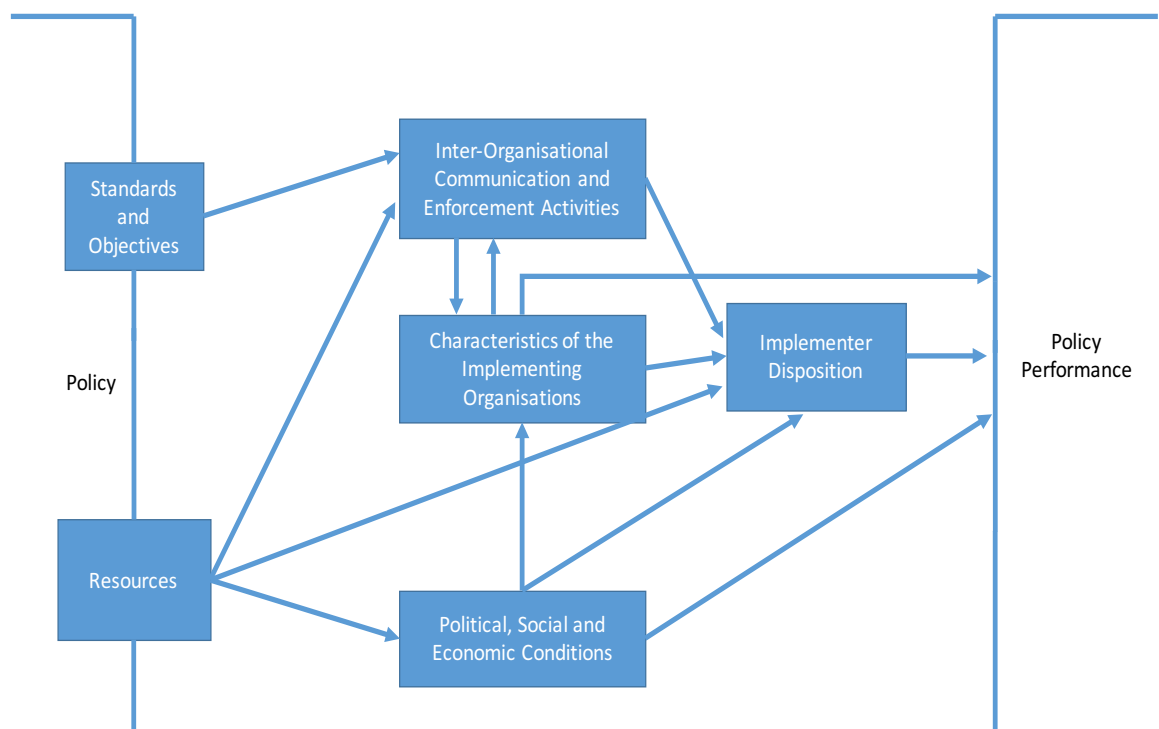 Standards
and
Objectives
Policy
Resources
Inter-Organisational
Communication and
Enforcement Activities
Characteristics of the
Implementing
Organisations
Political, Social and
Economic Conditions
Implementer
Disposition
Policy
Performance